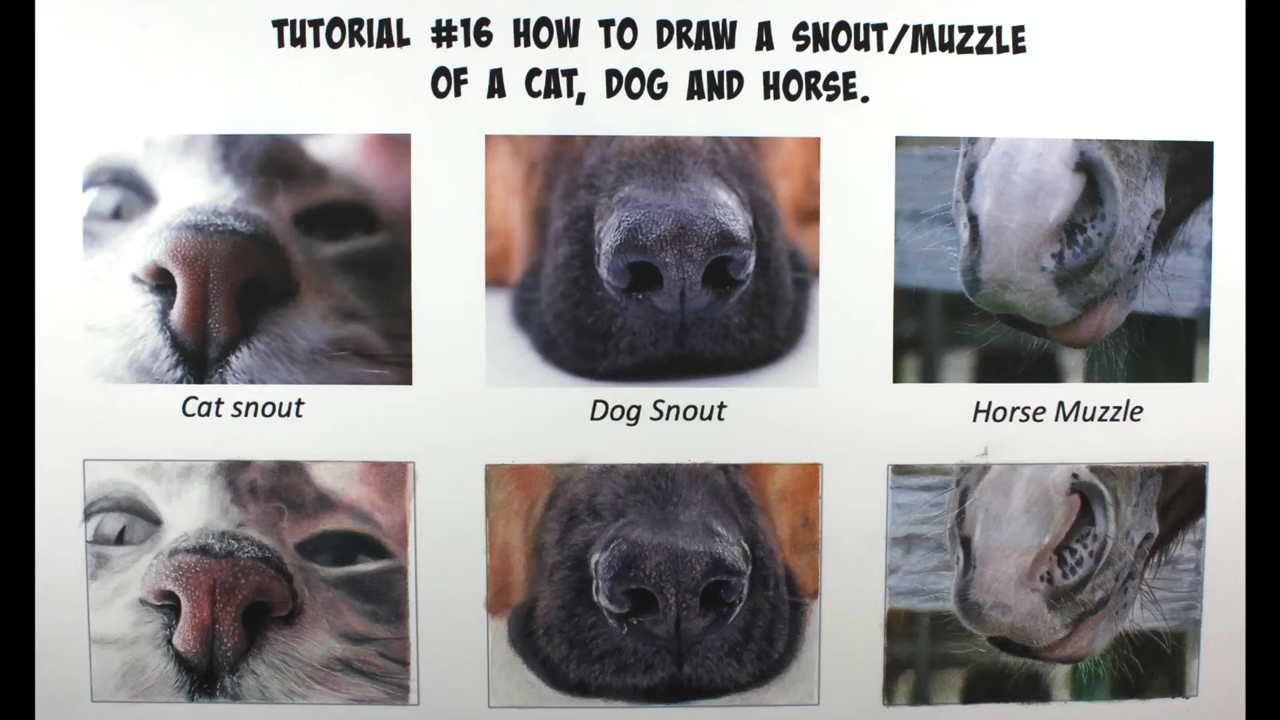 TUTORIAL #16 HOW TO DRAW A SNOUT/MUZZLE
OF A CAT, DOG AND HORSE.
Cat snout
Dog Snout
Horse Muzzle